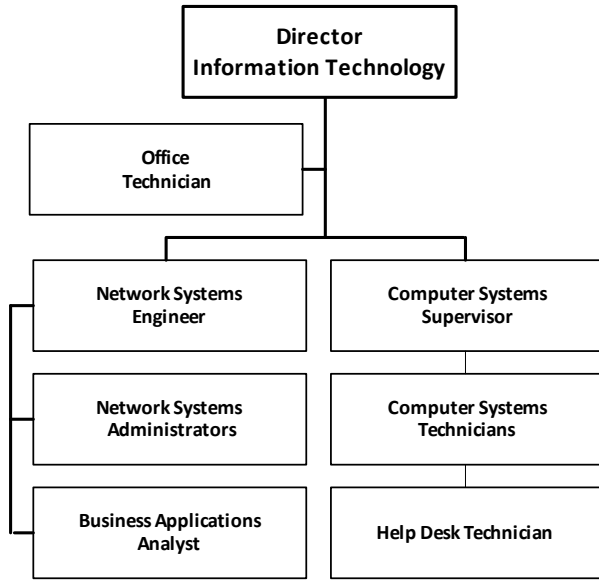 Director
Information Technology
Office
Technician
Network Systems
Engineer
Computer Systems
Supervisor
Network Systems
Administrators
Computer Systems
Technicians
Business Applications
Analyst
Help Desk Technician